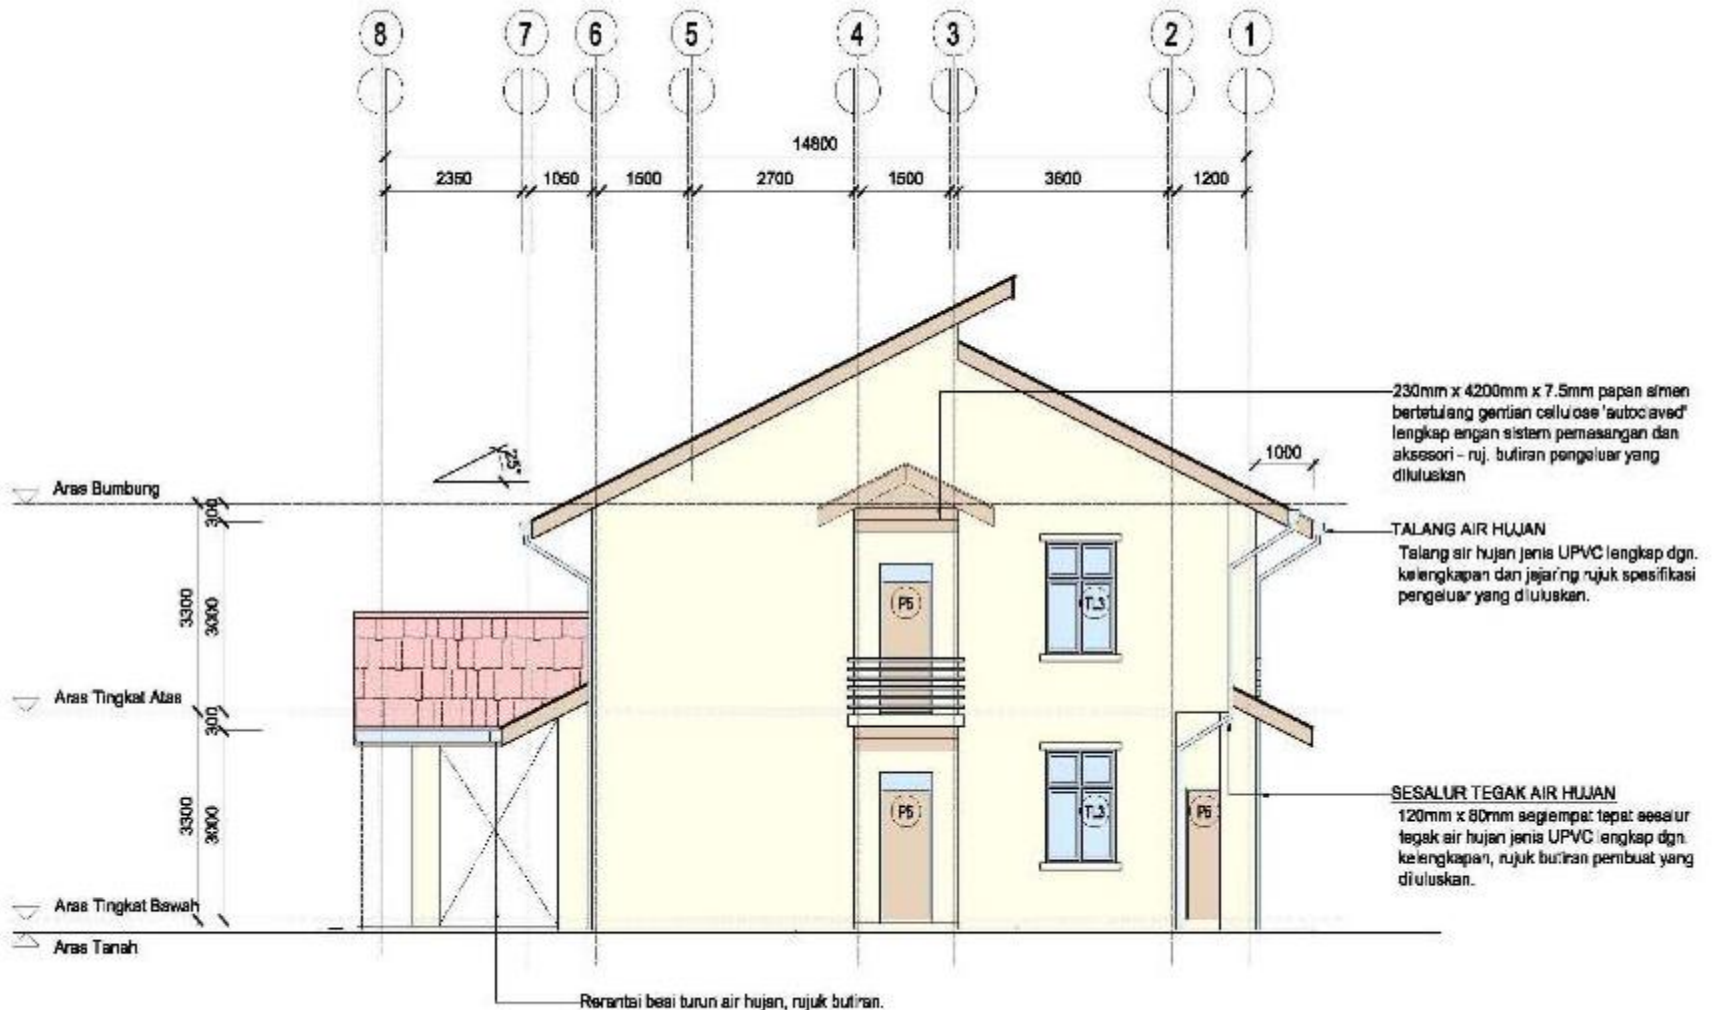 8 7 6 5 4 3 2 1
14800
2350 1050 1500 2700 1500 3600 1200
230mm x 4200mm x 7.5mm papan simen
bertetulang gentian cellulose 'autoclaved'
lengkap engan sistem pemasangan dan
aksesori - ruj. butiran pengeluar yang
diluluskan
1000
25°
Aras Bumbung
300
TALANG AIR HUJAN
Talang air hujan jenis UPVC lengkap dgn.
kelengkapan dan jejaring rujuk spesifikasi
pengeluar yang diluluskan.
3300
3000
P5
TL3
Aras Tingkat Atas
300
SESALUR TEGAK AIR HUJAN
120mm x 80mm segiempat tepat sesalur
tegak air hujan jenis UPVC lengkap dgn.
kelengkapan, rujuk butiran pembuat yang
diluluskan.
3300
3000
P5
TL3
P5
Aras Tingkat Bawah
Aras Tanah
Rerantai besi turun air hujan, rujuk butiran.